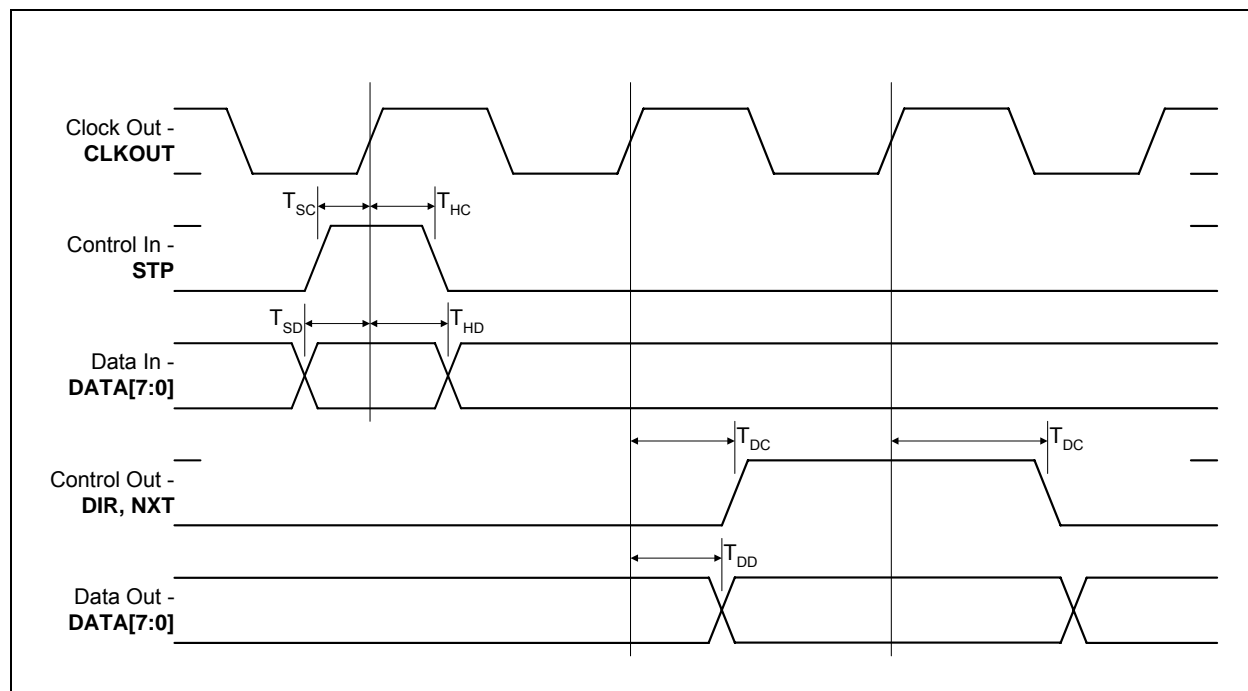 Clock Out -
CLKOUT
T_SC
T_HC
Control In -
STP
T_SD
T_HD
Data In -
DATA[7:0]
T_DC
T_DC
Control Out -
DIR, NXT
T_DD
Data Out -
DATA[7:0]